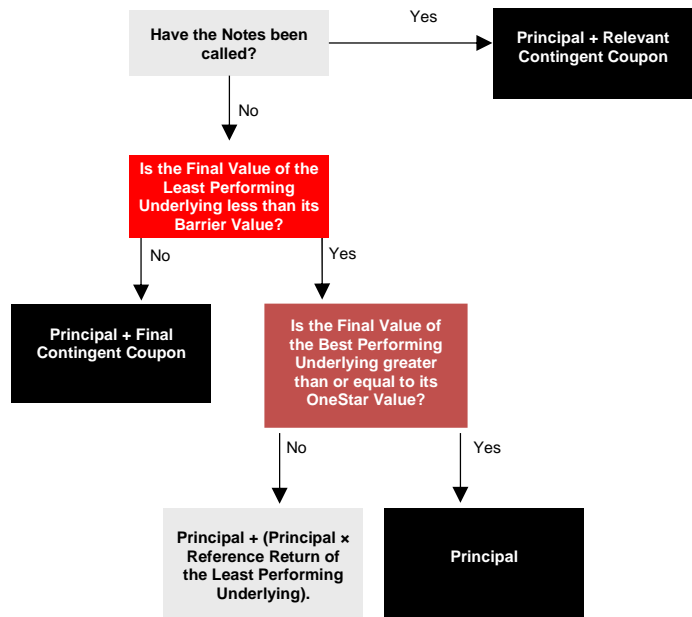 Have the Notes been
called?
Yes
Principal + Relevant
Contingent Coupon
No
Is the Final Value of the
Least Performing
Underlying less than its
Barrier Value?
No
Yes
Principal + Final
Contingent Coupon
Is the Final Value of
the Best Performing
Underlying greater
than or equal to its
OneStar Value?
No
Yes
Principal + (Principal ×
Reference Return of
the Least Performing
Underlying).
Principal